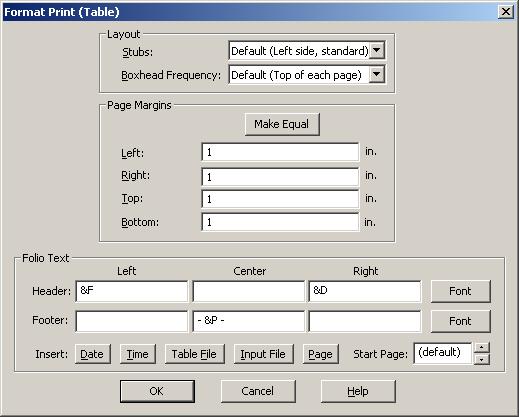 Format Print (Table)
Layout
Stubs: Default (Left side, standard)
Boxhead Frequency: Default (Top of each page)
Page Margins
Make Equal
Left: 1 in.
Right: 1 in.
Top: 1 in.
Bottom: 1 in.
Folio Text
Left Center Right
Header: &F &D Font
Footer: - &P - Font
Insert: Date Time Table File Input File Page Start Page: (default)
OK Cancel Help